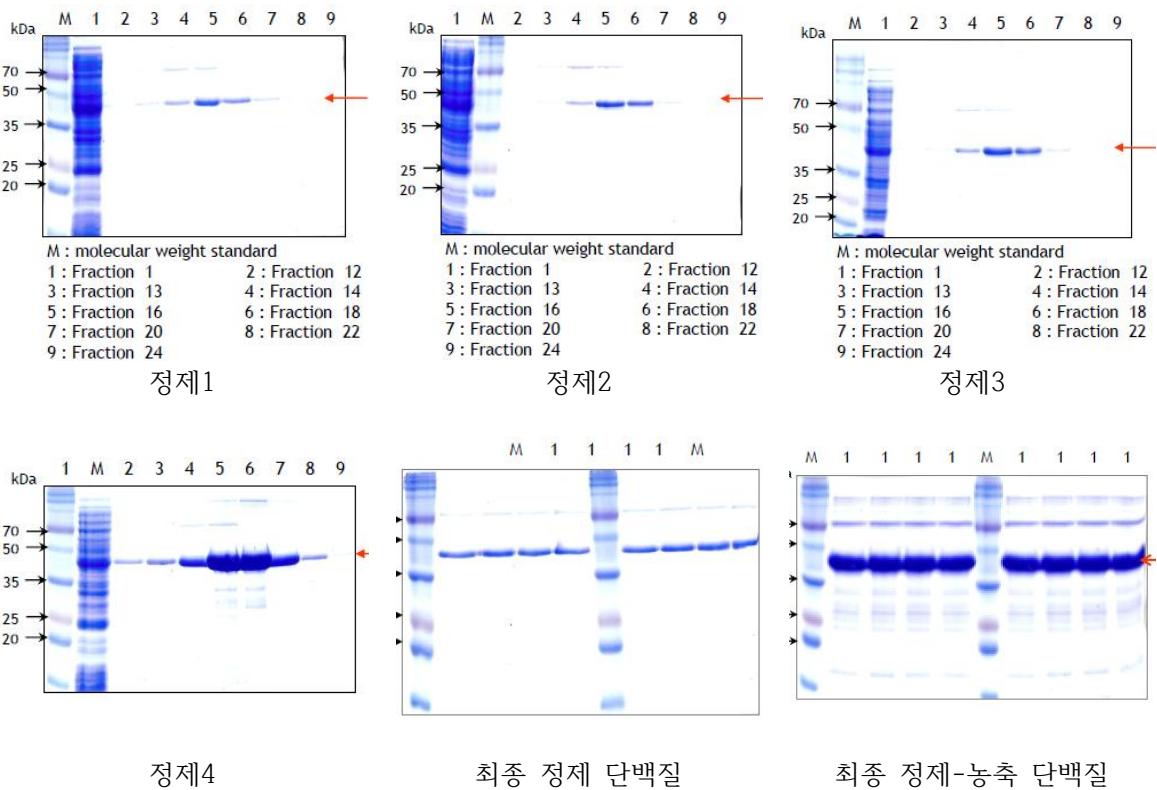 M 1 2 3 4 5 6 7 8 9
kDa
70
50
35
25
20
M : molecular weight standard
1 : Fraction 1 2 : Fraction 12
3 : Fraction 13 4 : Fraction 14
5 : Fraction 16 6 : Fraction 18
7 : Fraction 20 8 : Fraction 22
9 : Fraction 24
정제1
1 M 2 3 4 5 6 7 8 9
kDa
70
50
35
25
20
M : molecular weight standard
1 : Fraction 1 2 : Fraction 12
3 : Fraction 13 4 : Fraction 14
5 : Fraction 16 6 : Fraction 18
7 : Fraction 20 8 : Fraction 22
9 : Fraction 24
정제2
M 1 2 3 4 5 6 7 8 9
kDa
70
50
35
25
20
M : molecular weight standard
1 : Fraction 1 2 : Fraction 12
3 : Fraction 13 4 : Fraction 14
5 : Fraction 16 6 : Fraction 18
7 : Fraction 20 8 : Fraction 22
9 : Fraction 24
정제3
1 M 2 3 4 5 6 7 8 9
kDa
70
50
35
25
20
정제4
M 1 1 1 1 M
최종 정제 단백질
M 1 1 1 1 M 1 1 1 1
최종 정제-농축 단백질